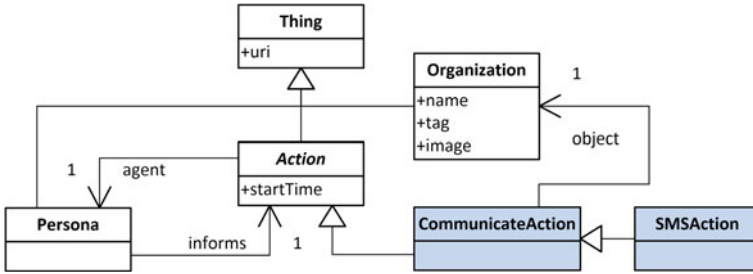 Thing
+uri
Organization
+name
+tag
+image
1
object
Action
+startTime
1
agent
Persona
informs
1
CommunicateAction
SMSAction